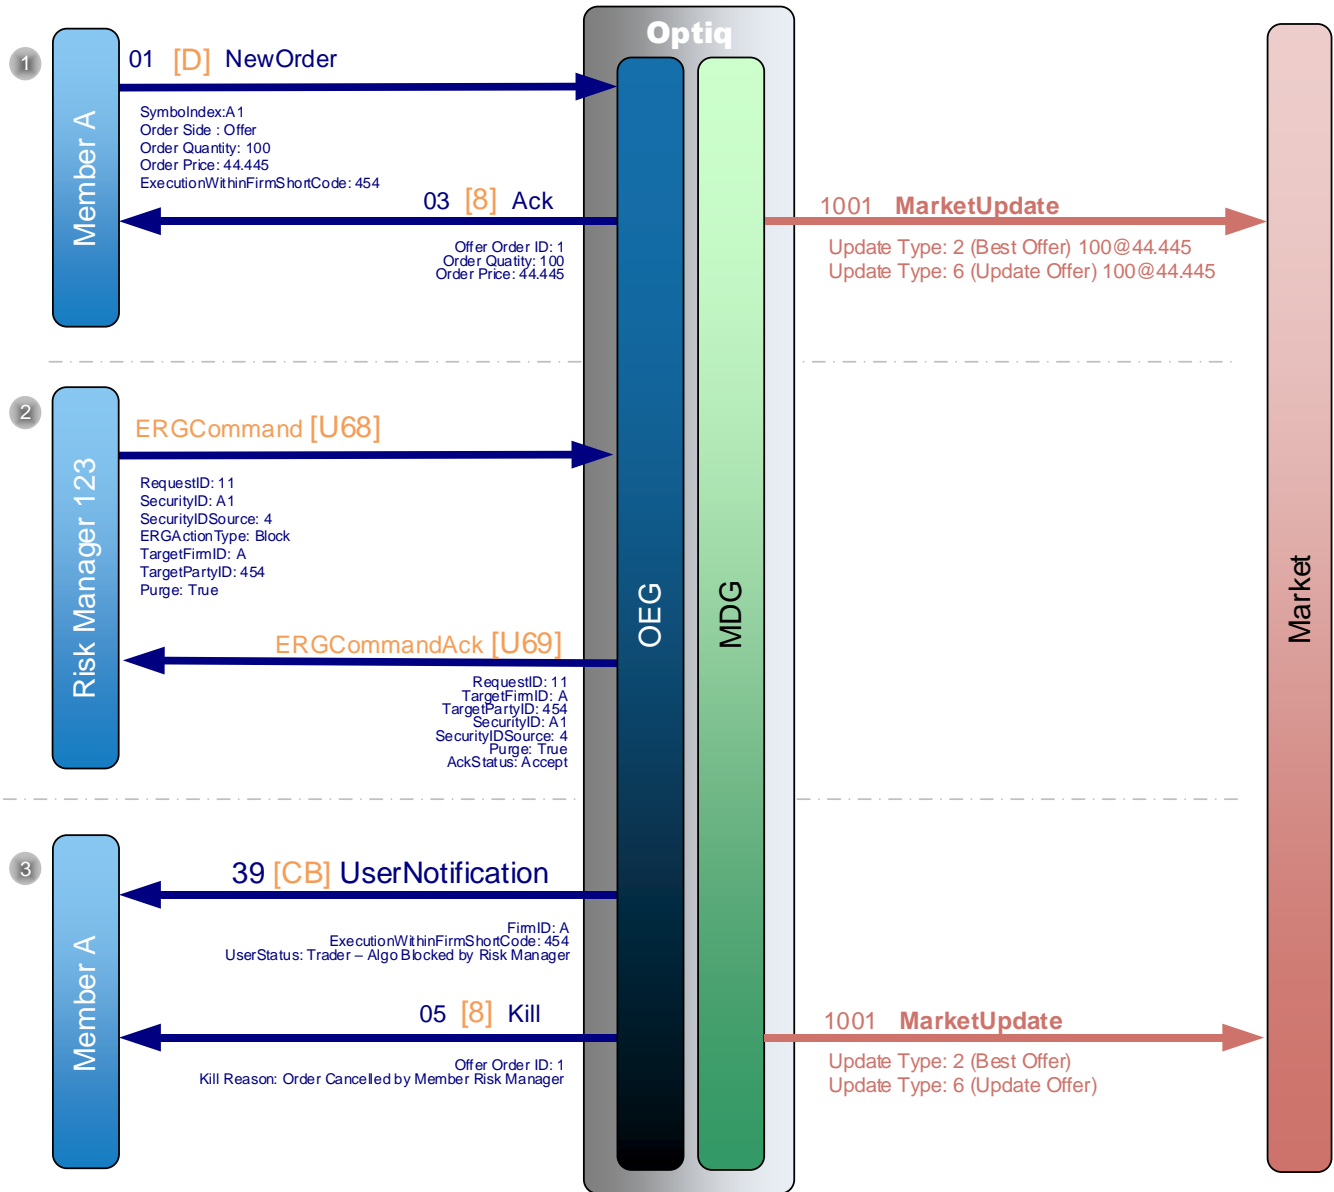 Optiq
1
Member A
01 [D] NewOrder
SymbolIndex:A1
Order Side : Offer
Order Quantity: 100
Order Price: 44.445
ExecutionWithinFirmShortCode: 454
03 [8] Ack
Offer Order ID: 1
Order Quatity: 100
Order Price: 44.445
1001 MarketUpdate
Update Type: 2 (Best Offer) 100@44.445
Update Type: 6 (Update Offer) 100@44.445
OEG
MDG
Market
2
Risk Manager 123
ERGCommand [U68]
RequestID: 11
SecurityID: A1
SecurityIDSource: 4
ERGActionType: Block
TargetFirmID: A
TargetPartyID: 454
Purge: True
ERGCommandAck [U69]
RequestID: 11
TargetFirmID: A
TargetPartyID: 454
SecurityID: A1
SecurityIDSource: 4
Purge: True
AckStatus: Accept
3
Member A
39 [CB] UserNotification
FirmID: A
ExecutionWithinFirmShortCode: 454
UserStatus: Trader – Algo Blocked by Risk Manager
05 [8] Kill
Offer Order ID: 1
Kill Reason: Order Cancelled by Member Risk Manager
1001 MarketUpdate
Update Type: 2 (Best Offer)
Update Type: 6 (Update Offer)